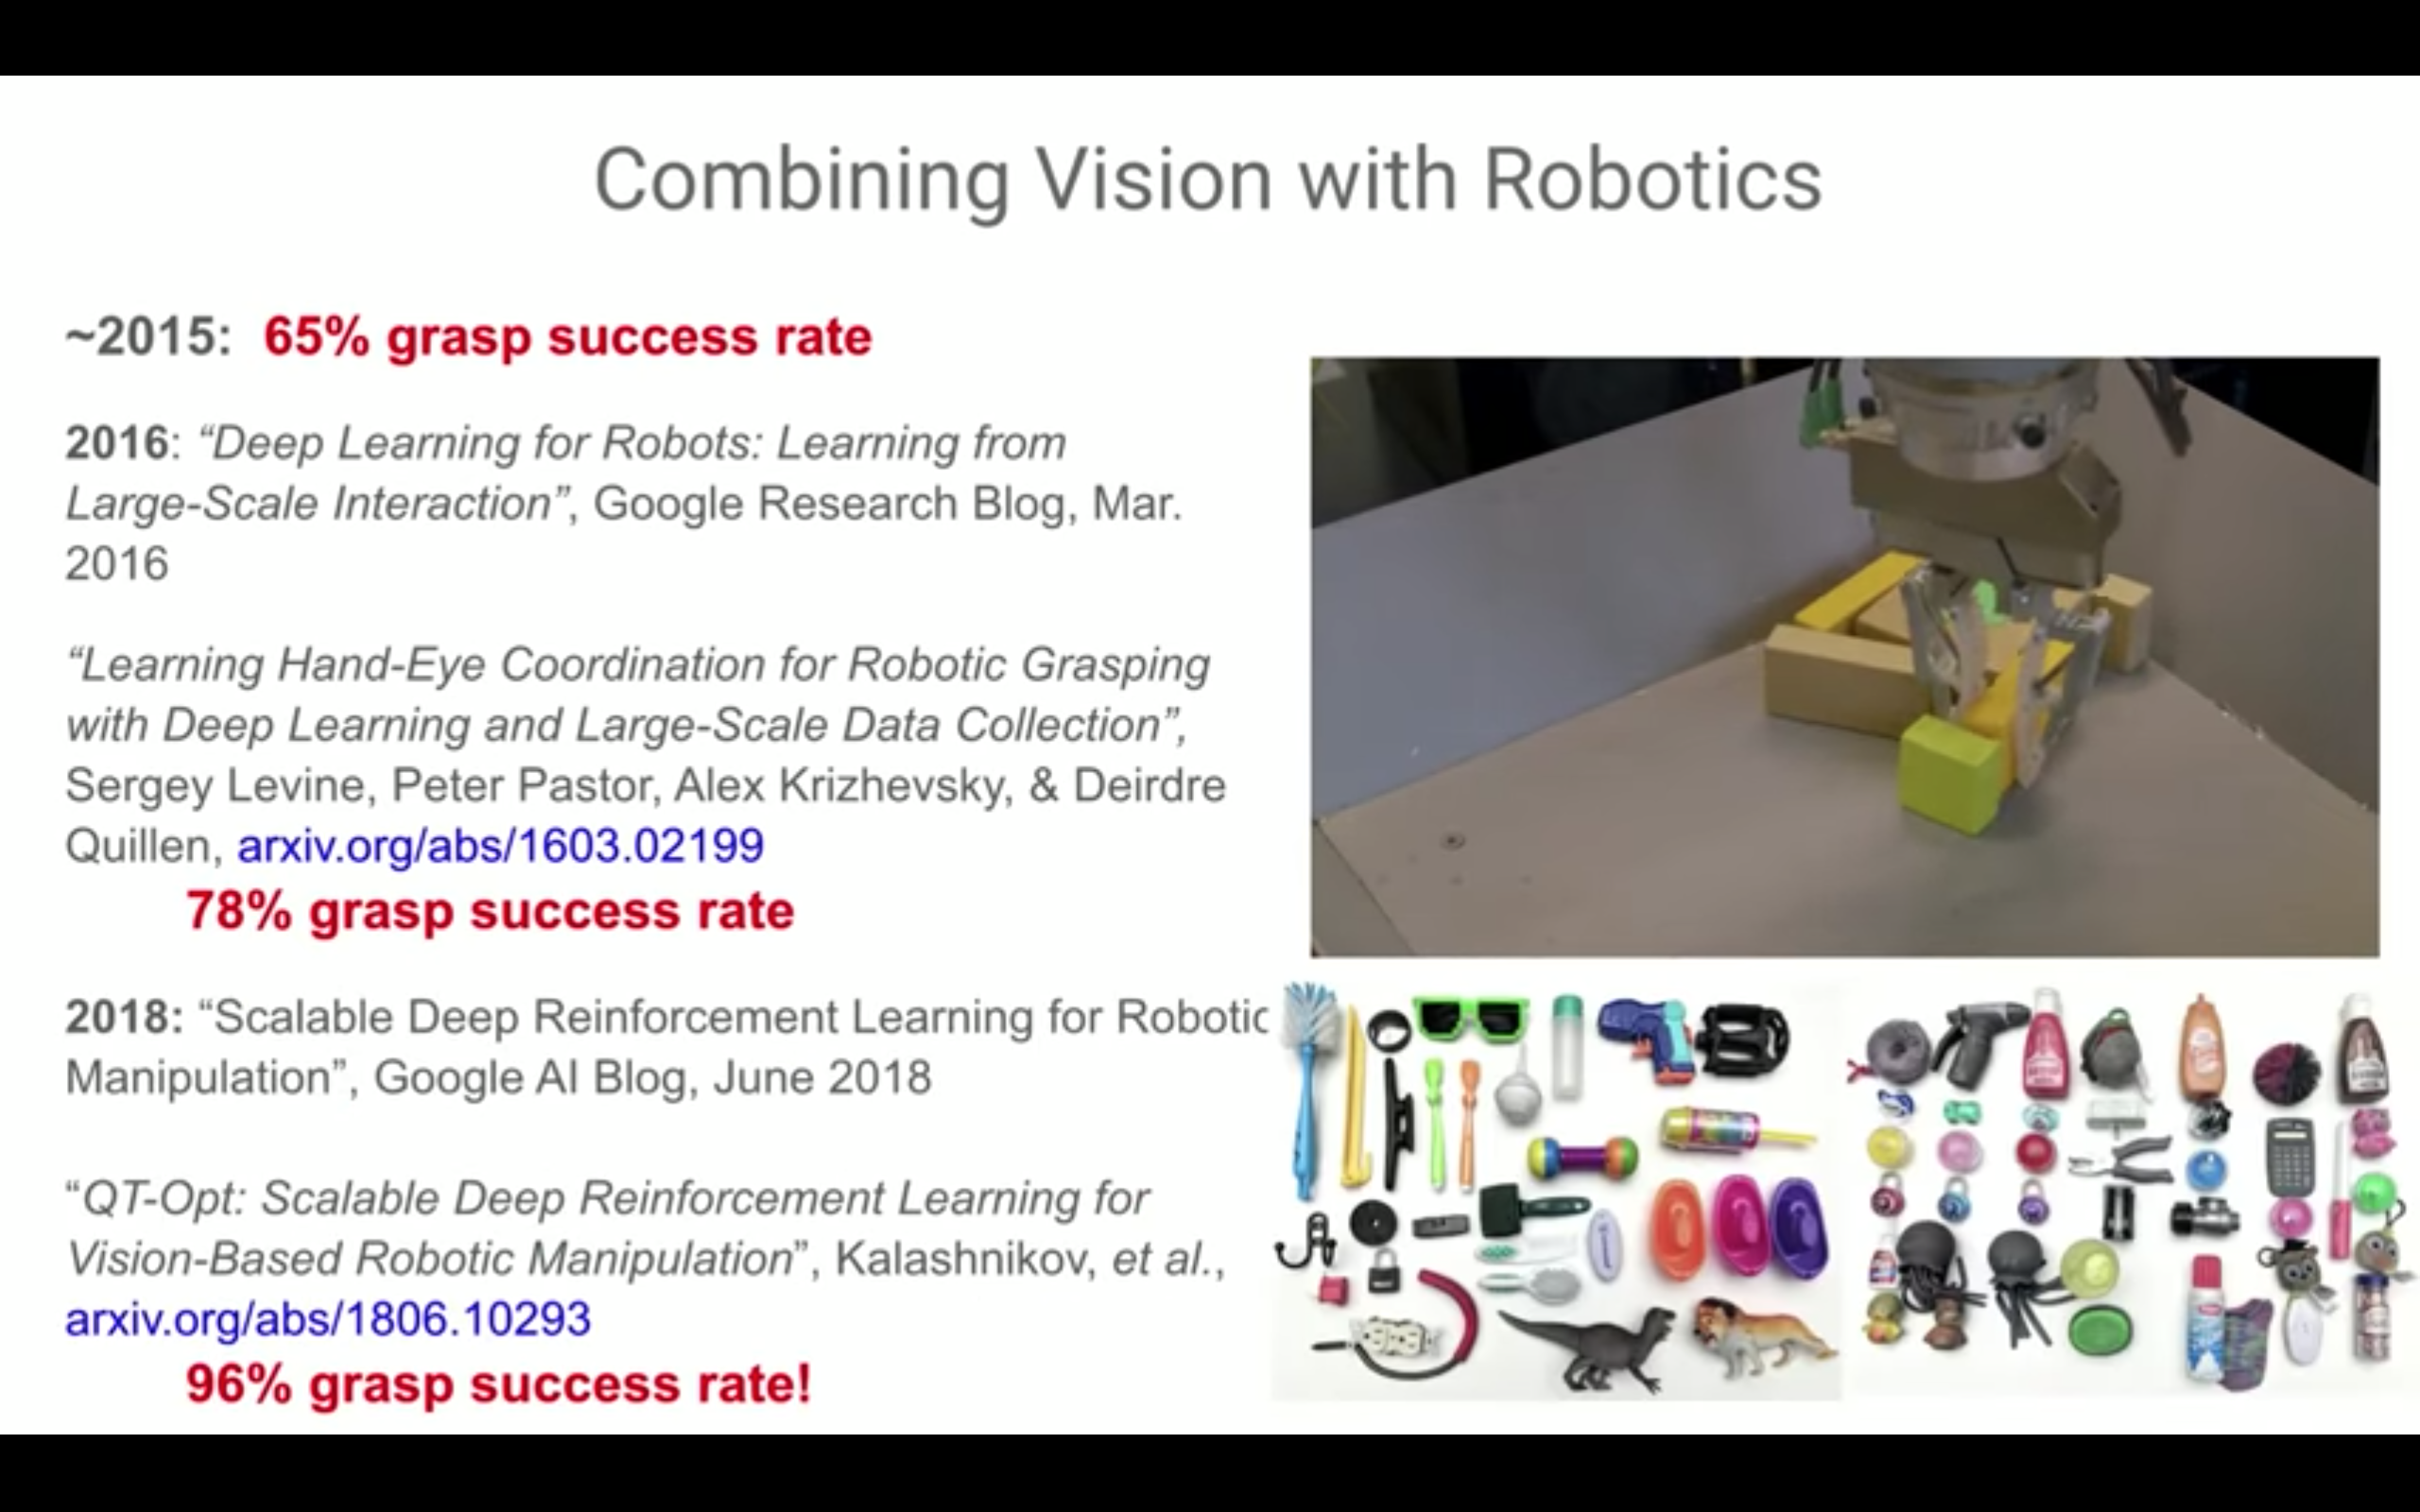 Combining Vision with Robotics
~2015: 65% grasp success rate
2016: “Deep Learning for Robots: Learning from
Large-Scale Interaction”, Google Research Blog, Mar.
2016
“Learning Hand-Eye Coordination for Robotic Grasping
with Deep Learning and Large-Scale Data Collection”,
Sergey Levine, Peter Pastor, Alex Krizhevsky, & Deirdre
Quillen, arxiv.org/abs/1603.02199
78% grasp success rate
2018: “Scalable Deep Reinforcement Learning for Robotic
Manipulation”, Google AI Blog, June 2018
“QT-Opt: Scalable Deep Reinforcement Learning for
Vision-Based Robotic Manipulation”, Kalashnikov, et al.,
arxiv.org/abs/1806.10293
96% grasp success rate!